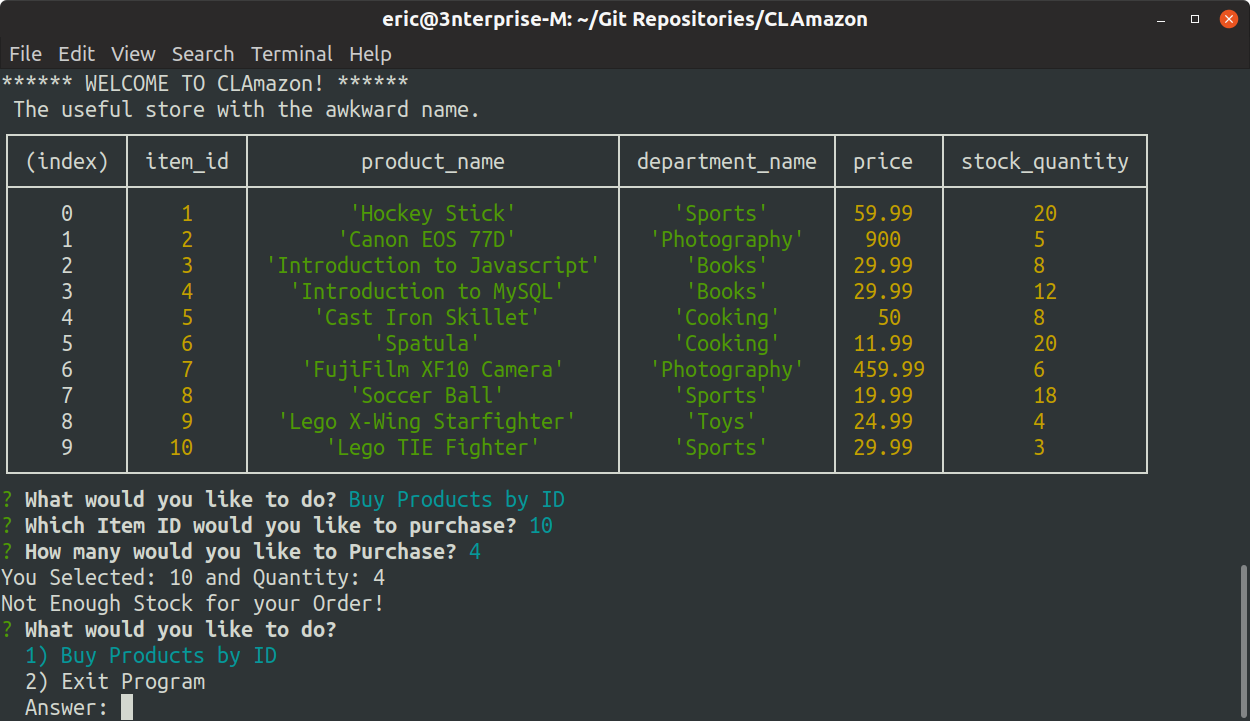 eric@3nterprise-M: ~/Git Repositories/CLAmazon
File Edit View Search Terminal Help
****** WELCOME TO CLAmazon! ******
The useful store with the awkward name.
(index) item_id product_name department_name price stock_quantity
0 1 'Hockey Stick' 'Sports' 59.99 20
1 2 'Canon EOS 77D' 'Photography' 900 5
2 3 'Introduction to Javascript' 'Books' 29.99 8
3 4 'Introduction to MySQL' 'Books' 29.99 12
4 5 'Cast Iron Skillet' 'Cooking' 50 8
5 6 'Spatula' 'Cooking' 11.99 20
6 7 'FujiFilm XF10 Camera' 'Photography' 459.99 6
7 8 'Soccer Ball' 'Sports' 19.99 18
8 9 'Lego X-Wing Starfighter' 'Toys' 24.99 4
9 10 'Lego TIE Fighter' 'Sports' 29.99 3
? What would you like to do? Buy Products by ID
? Which Item ID would you like to purchase? 10
? How many would you like to Purchase? 4
You Selected: 10 and Quantity: 4
Not Enough Stock for your Order!
? What would you like to do?
1) Buy Products by ID
2) Exit Program
Answer: